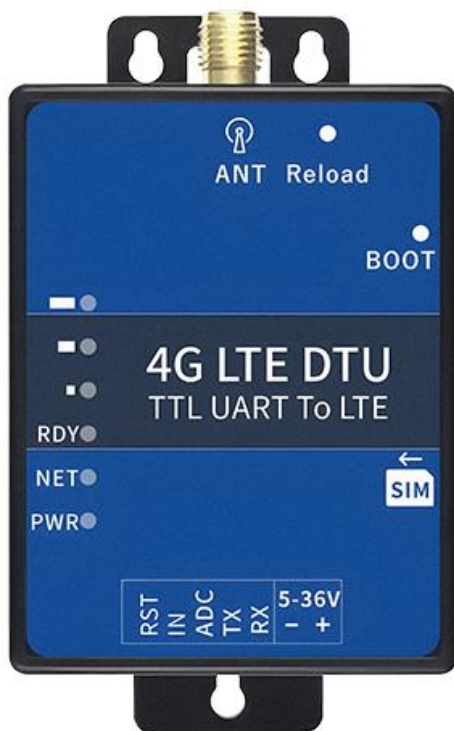 ANT Reload
BOOT
4G LTE DTU
TTL UART To LTE
RDY
NET
SIM
PWR
RST IN ADC TX RX 5-36V
- +